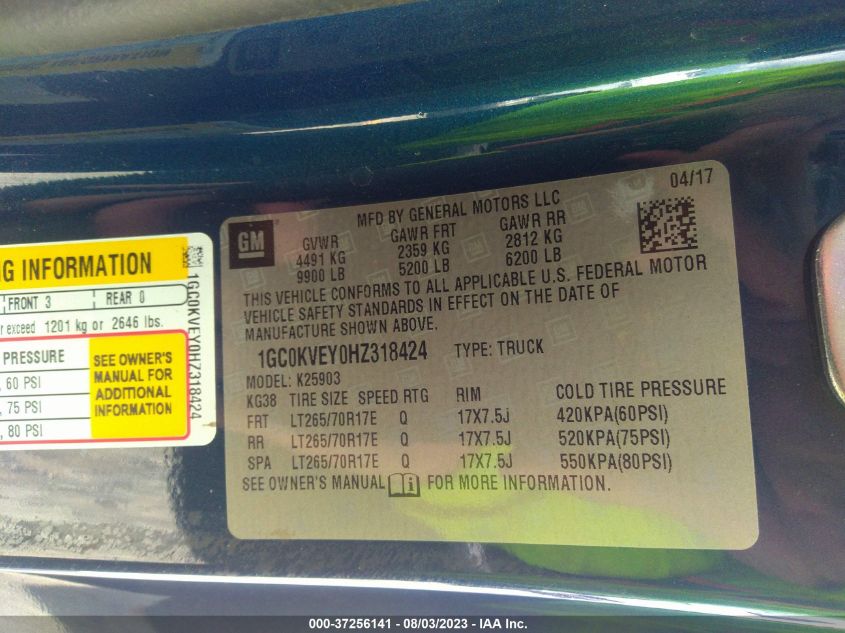 NG INFORMATION
FRONT 3 REAR 0
exceed 1201 kg or 2646 lbs.
PRESSURE
60 PSI
75 PSI
80 PSI
SEE OWNER'S
MANUAL FOR
ADDITIONAL
INFORMATION
1GC0KVEY0HZ318424
GM
04/17
MFD BY GENERAL MOTORS LLC
GVWR GAWR FRT GAWR RR
4491 KG 2359 KG 2812 KG
9900 LB 5200 LB 6200 LB
THIS VEHICLE CONFORMS TO ALL APPLICABLE U.S. FEDERAL MOTOR
VEHICLE SAFETY STANDARDS IN EFFECT ON THE DATE OF
MANUFACTURE SHOWN ABOVE.
1GC0KVEY0HZ318424 TYPE: TRUCK
MODEL: K25903
KG38 TIRE SIZE SPEED RTG RIM COLD TIRE PRESSURE
FRT LT265/70R17E Q 17X7.5J 420KPA(60PSI)
RR LT265/70R17E Q 17X7.5J 520KPA(75PSI)
SPA LT265/70R17E Q 17X7.5J 550KPA(80PSI)
SEE OWNER'S MANUAL FOR MORE INFORMATION.
000-37256141 - 08/03/2023 - IAA Inc.